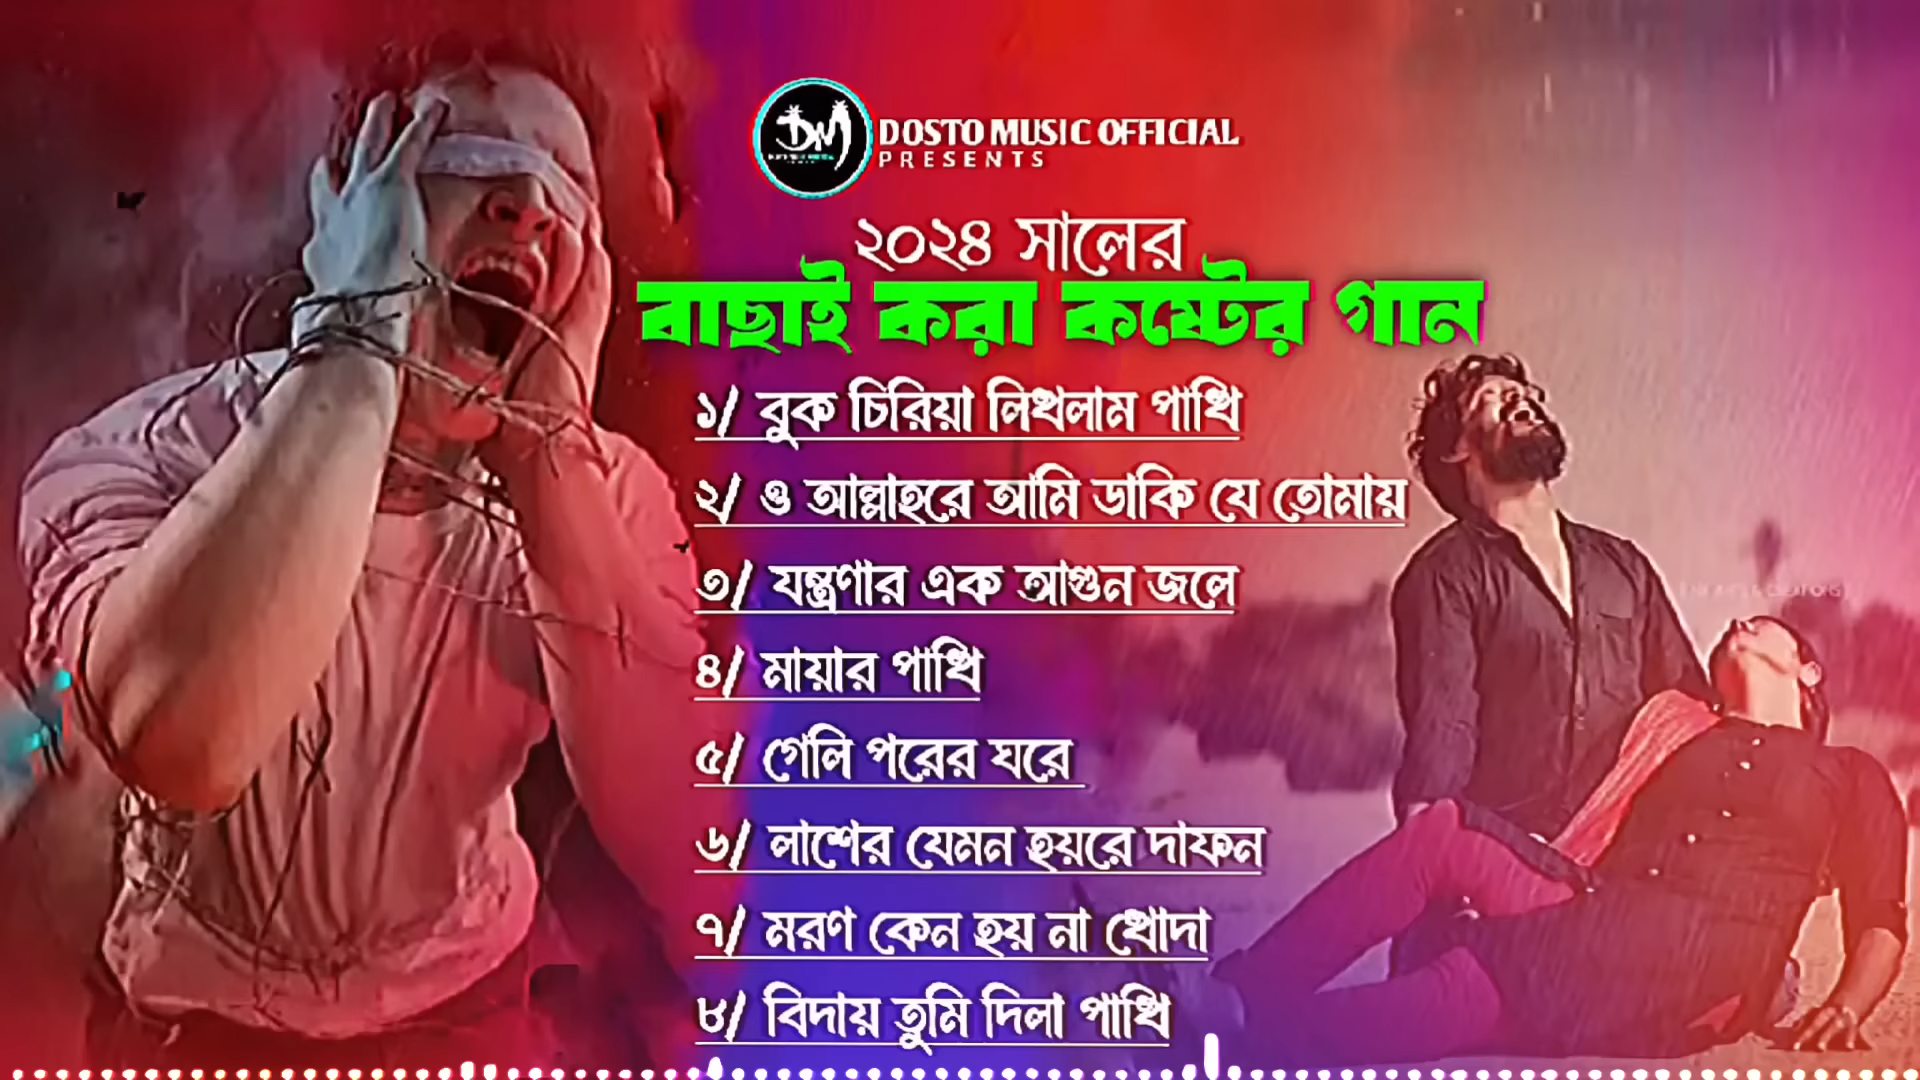 DM
DOSTO MUSIC OFFICIAL
PRESENTS
২০২৪ সালের
বাছাই করা কষ্টের গান
১/ বুক চিরিয়া লিখলাম পাখি
২/ ও আল্লাহরে আমি ডাকি যে তোমায়
৩/ যন্ত্রণার এক আগুন জলে
৪/ মায়ার পাখি
৫/ গেলি পরের ঘরে
৬/ লাশের যেমন হয়রে দাফন
৭/ মরণ কেন হয় না খোদা
৮/ বিদায় তুমি দিলা পাখি